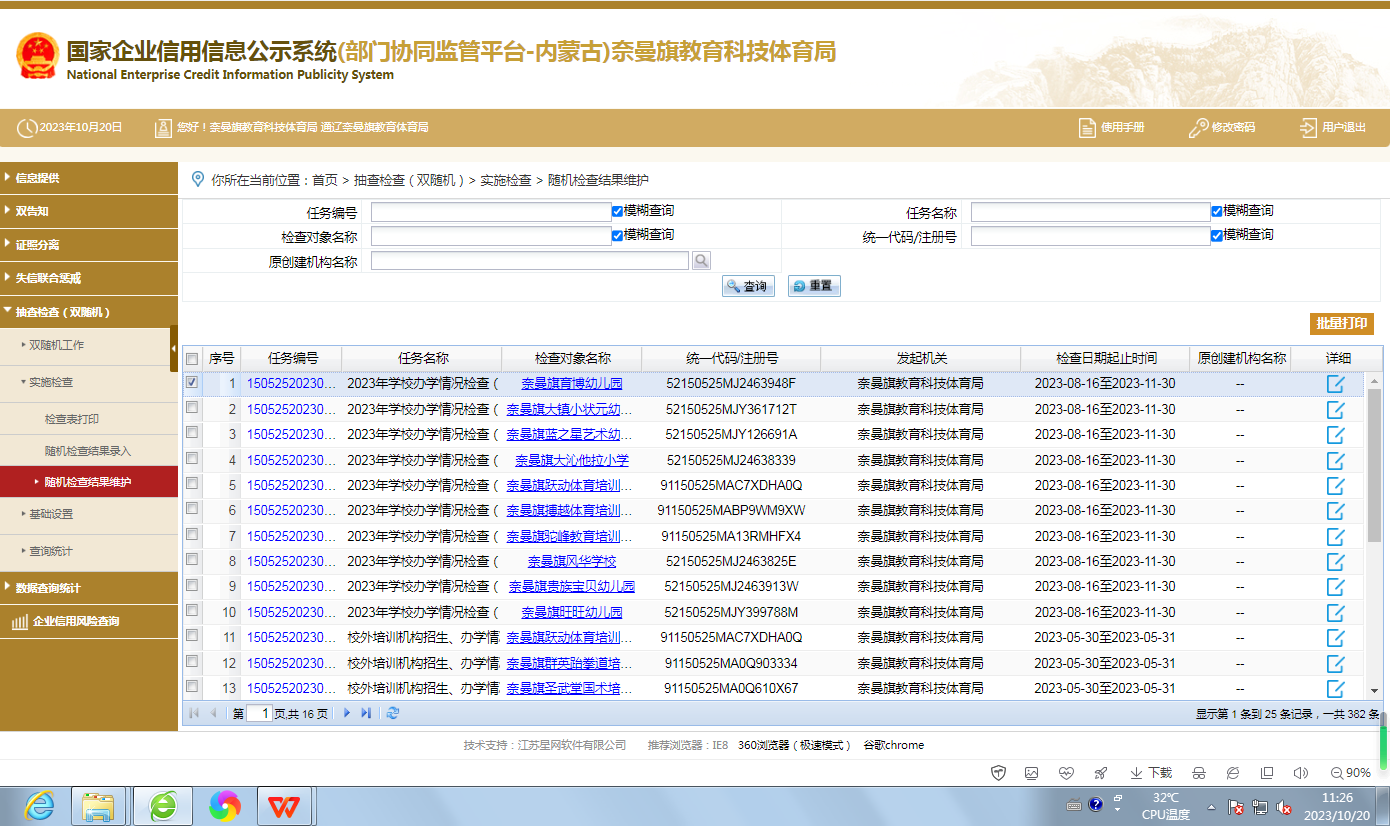 国家企业信用信息公示系统(部门协同监管平台-内蒙古)奈曼旗教育科技体育局
National Enterprise Credit Information Publicity System
2023年10月20日 您好！奈曼旗教育科技体育局 通辽奈曼旗教育体育局 使用手册 修改密码 用户退出
信息提供
双告知
证照分离
失信联合惩戒
抽查检查（双随机）
双随机工作
实施检查
检查表打印
随机检查结果录入
随机检查结果维护
基础设置
查询统计
数据查询统计
企业信用风险查询
你所在当前位置：首页 > 抽查检查（双随机）> 实施检查 > 随机检查结果维护
任务编号 模糊查询 任务名称 模糊查询
检查对象名称 模糊查询 统一代码/注册号 模糊查询
原创建机构名称
查询 重置
批量打印
序号 任务编号 任务名称 检查对象名称 统一代码/注册号 发起机关 检查日期起止时间 原创建机构名称 详细
1 15052520230... 2023年学校办学情况检查（ 奈曼旗育博幼儿园 52150525MJ2463948F 奈曼旗教育科技体育局 2023-08-16至2023-11-30 --
2 15052520230... 2023年学校办学情况检查（ 奈曼旗大镇小状元幼... 52150525MJY361712T 奈曼旗教育科技体育局 2023-08-16至2023-11-30 --
3 15052520230... 2023年学校办学情况检查（ 奈曼旗蓝之星艺术幼... 52150525MJY126691A 奈曼旗教育科技体育局 2023-08-16至2023-11-30 --
4 15052520230... 2023年学校办学情况检查（ 奈曼旗大沁他拉小学 52150525MJ24638339 奈曼旗教育科技体育局 2023-08-16至2023-11-30 --
5 15052520230... 2023年学校办学情况检查（ 奈曼旗跃动体育培训... 91150525MAC7XDHA0Q 奈曼旗教育科技体育局 2023-08-16至2023-11-30 --
6 15052520230... 2023年学校办学情况检查（ 奈曼旗搏越体育培训... 91150525MABP9WM9XW 奈曼旗教育科技体育局 2023-08-16至2023-11-30 --
7 15052520230... 2023年学校办学情况检查（ 奈曼旗驼峰教育培训... 91150525MA13RMHFX4 奈曼旗教育科技体育局 2023-08-16至2023-11-30 --
8 15052520230... 2023年学校办学情况检查（ 奈曼旗风华学校 52150525MJ2463825E 奈曼旗教育科技体育局 2023-08-16至2023-11-30 --
9 15052520230... 2023年学校办学情况检查（ 奈曼旗贵族宝贝幼儿园 52150525MJ2463913W 奈曼旗教育科技体育局 2023-08-16至2023-11-30 --
10 15052520230... 2023年学校办学情况检查（ 奈曼旗旺旺幼儿园 52150525MJY399788M 奈曼旗教育科技体育局 2023-08-16至2023-11-30 --
11 15052520230... 校外培训机构招生、办学情 奈曼旗跃动体育培训... 91150525MAC7XDHA0Q 奈曼旗教育科技体育局 2023-05-30至2023-05-31 --
12 15052520230... 校外培训机构招生、办学情 奈曼旗群英跆拳道培... 91150525MA0Q903334 奈曼旗教育科技体育局 2023-05-30至2023-05-31 --
13 15052520230... 校外培训机构招生、办学情 奈曼旗圣武堂国术培... 91150525MA0Q610X67 奈曼旗教育科技体育局 2023-05-30至2023-05-31 --
第 1 页,共 16 页 显示第 1 条到 25 条记录，一共 382 条
技术支持：江苏星网软件有限公司 推荐浏览器：IE8 360浏览器（极速模式） 谷歌chrome
下载 90%
32℃ 11:26
CPU温度 2023/10/20